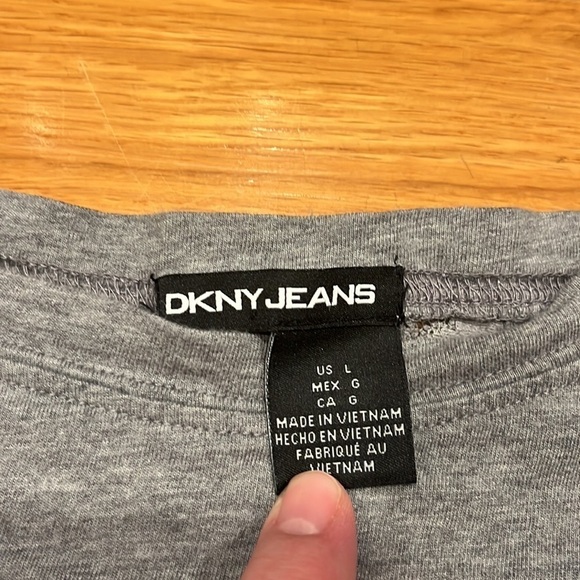 DKNY JEANS
US L
MEX G
CA G
MADE IN VIETNAM
HECHO EN VIETNAM
FABRIQUÉ AU
VIETNAM